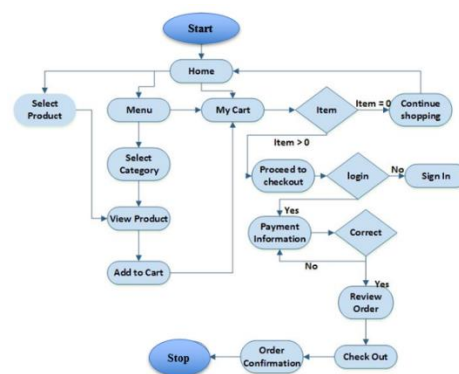 Start
Home
Select
Product
Menu
My Cart
Item
Item = 0
Continue
shopping
Item > 0
Select
Category
Proceed to
checkout
login
No
Sign In
View Product
Yes
Payment
Information
Correct
Add to Cart
No
Yes
Review
Order
Stop
Order
Confirmation
Check Out